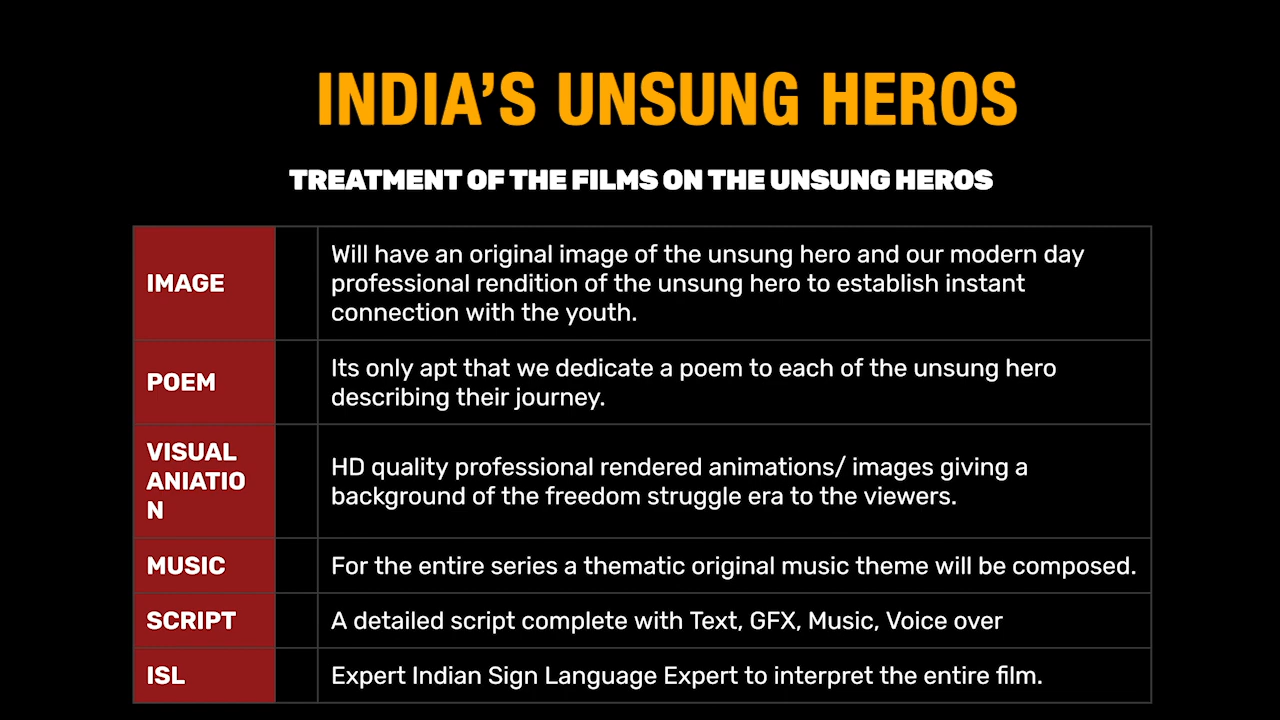 INDIA'S UNSUNG HEROS
TREATMENT OF THE FILMS ON THE UNSUNG HEROS
IMAGE
Will have an original image of the unsung hero and our modern day
professional rendition of the unsung hero to establish instant
connection with the youth.
POEM
Its only apt that we dedicate a poem to each of the unsung hero
describing their journey.
VISUAL
ANIATIO
N
HD quality professional rendered animations/ images giving a
background of the freedom struggle era to the viewers.
MUSIC
For the entire series a thematic original music theme will be composed.
SCRIPT
A detailed script complete with Text, GFX, Music, Voice over
ISL
Expert Indian Sign Language Expert to interpret the entire film.